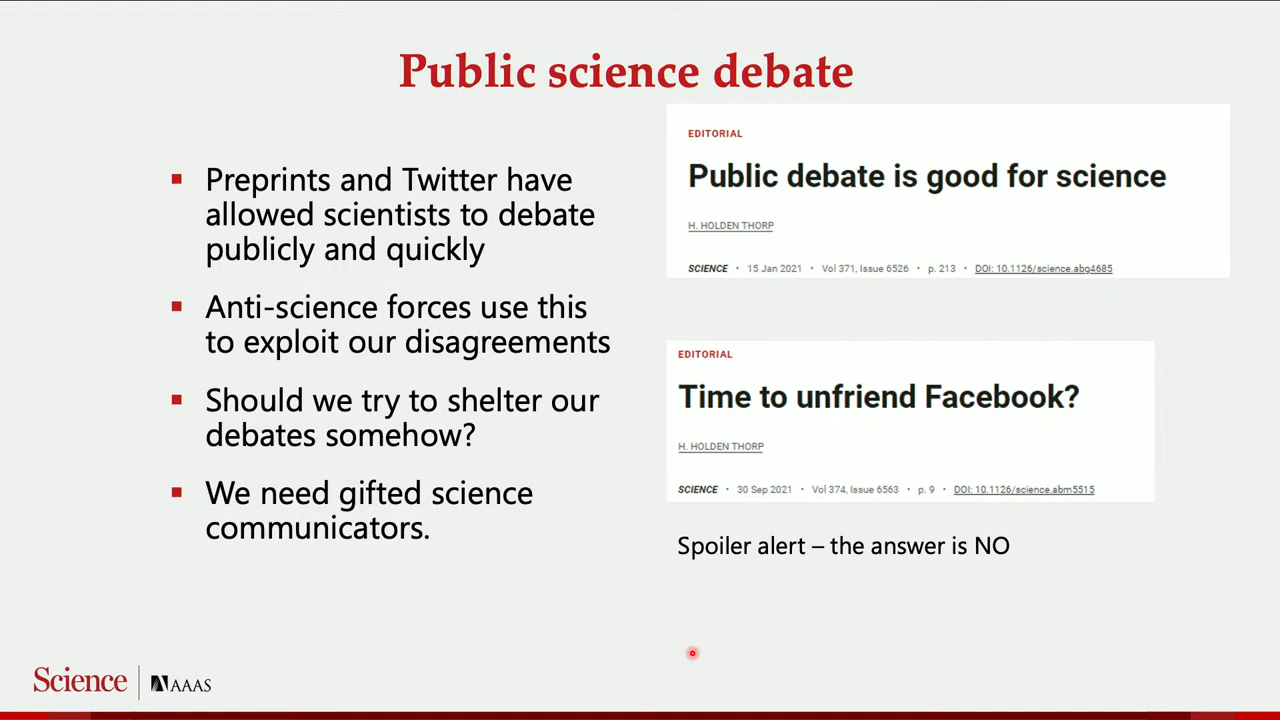 Public science debate
Preprints and Twitter have
allowed scientists to debate
publicly and quickly
Anti-science forces use this
to exploit our disagreements
Should we try to shelter our
debates somehow?
We need gifted science
communicators.
EDITORIAL
Public debate is good for science
H. HOLDEN THORP
SCIENCE • 15 Jan 2021 • Vol 371, Issue 6526 • p. 213 • DOI: 10.1126/science.abg4685
EDITORIAL
Time to unfriend Facebook?
H. HOLDEN THORP
SCIENCE • 30 Sep 2021 • Vol 374, Issue 6563 • p. 9 • DOI: 10.1126/science.abm5515
Spoiler alert – the answer is NO
Science
AAAS